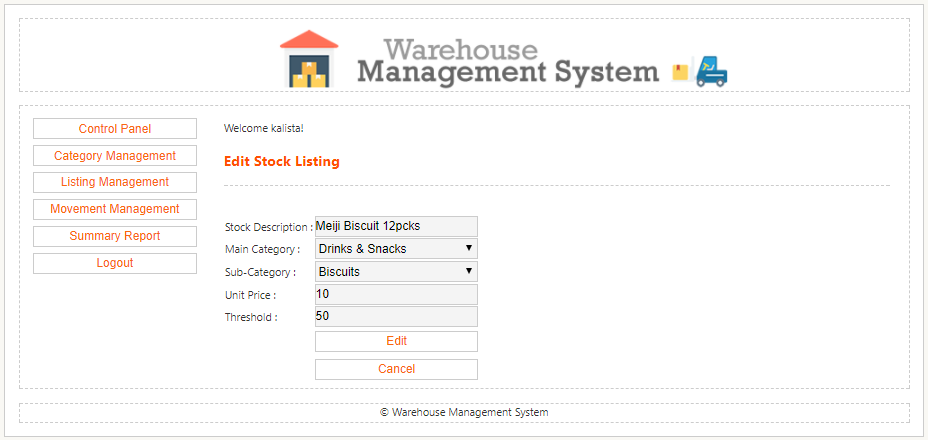 Warehouse
Management System
Control Panel
Category Management
Listing Management
Movement Management
Summary Report
Logout
Welcome kalista!
Edit Stock Listing
Stock Description : Meiji Biscuit 12pcks
Main Category : Drinks & Snacks
Sub-Category : Biscuits
Unit Price : 10
Threshold : 50
Edit
Cancel
© Warehouse Management System